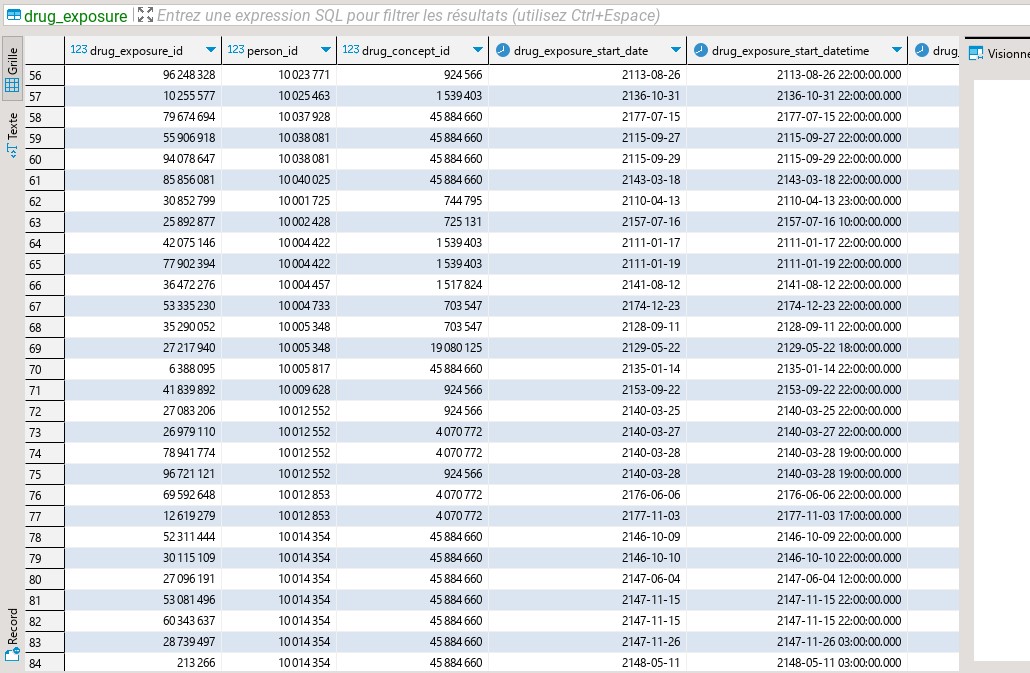 drug_exposure Entrez une expression SQL pour filtrer les résultats (utilisez Ctrl+Espace)
Grille
Texte
Record
123 drug_exposure_id 123 person_id 123 drug_concept_id drug_exposure_start_date drug_exposure_start_datetime drug_
Visionne
56 96 248 328 10 023 771 924 566 2113-08-26 2113-08-26 22:00:00.000
57 10 255 577 10 025 463 1 539 403 2136-10-31 2136-10-31 22:00:00.000
58 79 674 694 10 037 928 45 884 660 2177-07-15 2177-07-15 22:00:00.000
59 55 906 918 10 038 081 45 884 660 2115-09-27 2115-09-27 22:00:00.000
60 94 078 647 10 038 081 45 884 660 2115-09-29 2115-09-29 22:00:00.000
61 85 856 081 10 040 025 45 884 660 2143-03-18 2143-03-18 22:00:00.000
62 30 852 799 10 001 725 744 795 2110-04-13 2110-04-13 23:00:00.000
63 25 892 877 10 002 428 725 131 2157-07-16 2157-07-16 10:00:00.000
64 42 075 146 10 004 422 1 539 403 2111-01-17 2111-01-17 22:00:00.000
65 77 902 394 10 004 422 1 539 403 2111-01-19 2111-01-19 22:00:00.000
66 36 472 276 10 004 457 1 517 824 2141-08-12 2141-08-12 22:00:00.000
67 53 335 230 10 004 733 703 547 2174-12-23 2174-12-23 22:00:00.000
68 35 290 052 10 005 348 703 547 2128-09-11 2128-09-11 22:00:00.000
69 27 217 940 10 005 348 19 080 125 2129-05-22 2129-05-22 18:00:00.000
70 6 388 095 10 005 817 45 884 660 2135-01-14 2135-01-14 22:00:00.000
71 41 839 892 10 009 628 924 566 2153-09-22 2153-09-22 22:00:00.000
72 27 083 206 10 012 552 924 566 2140-03-25 2140-03-25 22:00:00.000
73 26 979 110 10 012 552 4 070 772 2140-03-27 2140-03-27 22:00:00.000
74 78 941 774 10 012 552 4 070 772 2140-03-28 2140-03-28 19:00:00.000
75 96 721 121 10 012 552 924 566 2140-03-28 2140-03-28 19:00:00.000
76 69 592 648 10 012 853 4 070 772 2176-06-06 2176-06-06 22:00:00.000
77 12 619 279 10 012 853 4 070 772 2177-11-03 2177-11-03 17:00:00.000
78 52 311 444 10 014 354 45 884 660 2146-10-09 2146-10-09 22:00:00.000
79 30 115 109 10 014 354 45 884 660 2146-10-10 2146-10-10 22:00:00.000
80 27 096 191 10 014 354 45 884 660 2147-06-04 2147-06-04 12:00:00.000
81 53 081 496 10 014 354 45 884 660 2147-11-15 2147-11-15 22:00:00.000
82 60 343 637 10 014 354 45 884 660 2147-11-15 2147-11-15 22:00:00.000
83 28 739 497 10 014 354 45 884 660 2147-11-26 2147-11-26 03:00:00.000
84 213 266 10 014 354 45 884 660 2148-05-11 2148-05-11 03:00:00.000